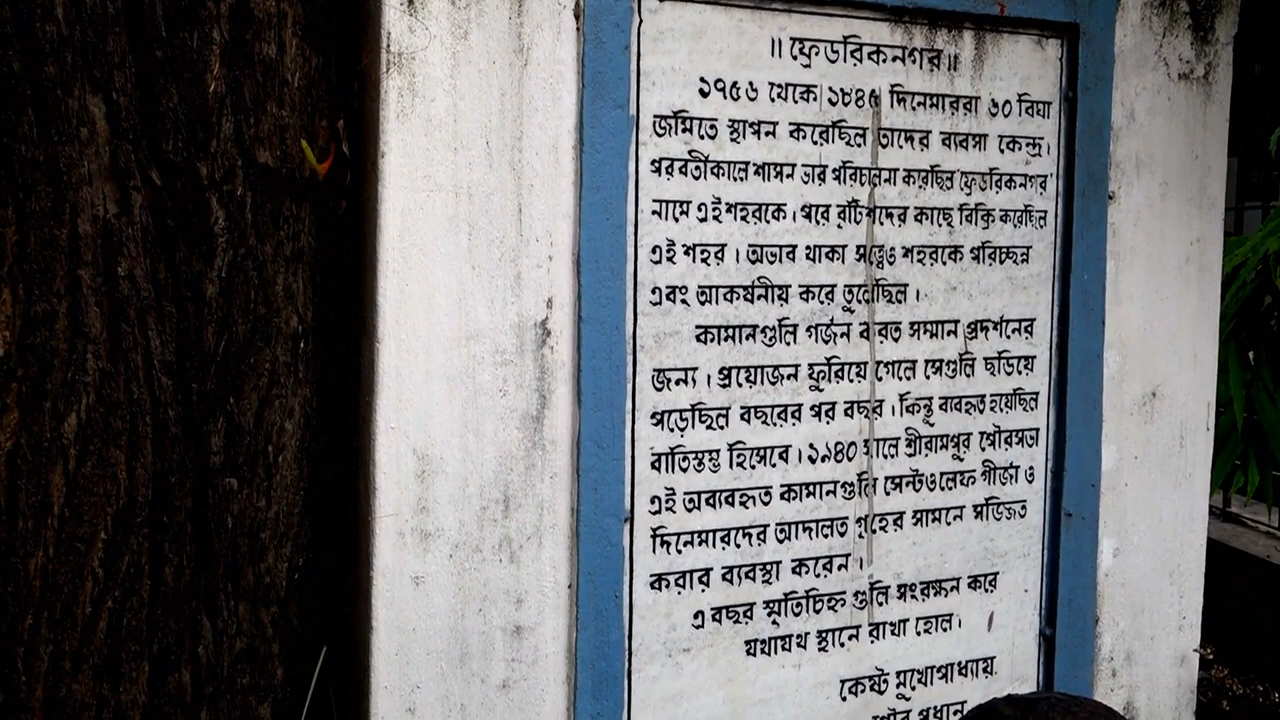 ॥ ফ্রেডরিকনগর ॥
১৭৫৬ থেকে ১৮৪৫ দিনেমাররা ৬০ বিঘা
জমিতে স্থাপন করেছিল তাদের ব্যবসা কেন্দ্র।
পরবর্তীকালে শাসন ভার পরিচালনা করেছিল 'ফ্রেডরিকনগর'
নামে এই শহরকে। পরে বৃটিশদের কাছে বিক্রি করেছিল
এই শহর। অভাব থাকা সত্ত্বেও শহরকে পরিচ্ছন্ন
এবং আকর্ষনীয় করে তুলেছিল।
কামানগুলি গর্জন করত সম্মান প্রদর্শনের
জন্য। প্রয়োজন ফুরিয়ে গেলে সেগুলি ছড়িয়ে
পড়েছিল বছরের পর বছর। কিন্তু ব্যবহৃত হয়েছিল
বাতিস্তম্ভ হিসেবে। ১৯৪০ সালে শ্রীরামপুর পৌরসভা
এই অব্যবহৃত কামানগুলি সেন্টওলেফ গীর্জা ও
দিনেমারদের আদালত গৃহের সামনে সজ্জিত
করার ব্যবস্থা করেন।
এ বছর স্মৃতিচিহ্ন গুলি সংরক্ষন করে
যথাযথ স্থানে রাখা হোল।
কেষ্ট মুখোপাধ্যায়
পৌর প্রধান